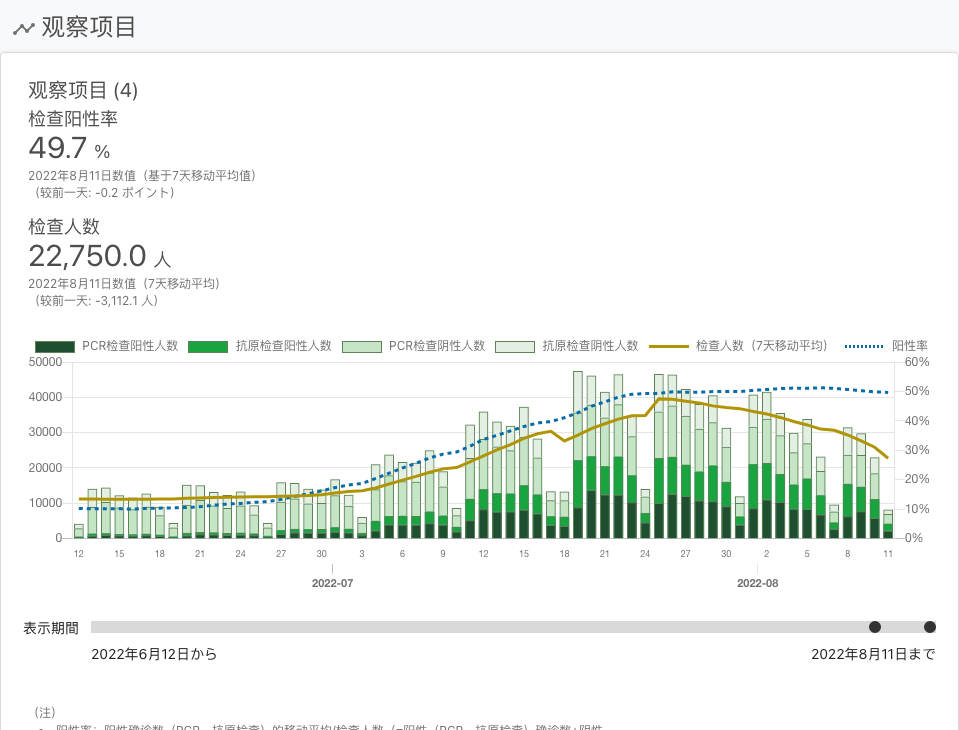 观察项目
观察项目 (4)
检查阳性率
49.7 %
2022年8月11日数值（基于7天移动平均值）
（较前一天: -0.2 ポイント）
检查人数
22,750.0 人
2022年8月11日数值（7天移动平均）
（较前一天: -3,112.1 人）
PCR检查阳性人数 抗原检查阳性人数 PCR检查阴性人数 抗原检查阴性人数 检查人数（7天移动平均） 阳性率
50000 60%
50%
40000
40%
30000
30%
20000
20%
10000 10%
0 0%
12 15 18 21 24 27 30 3 6 9 12 15 18 21 24 27 30 2 5 8 11
2022-07 2022-08
表示期間
2022年6月12日から 2022年8月11日まで
（注）